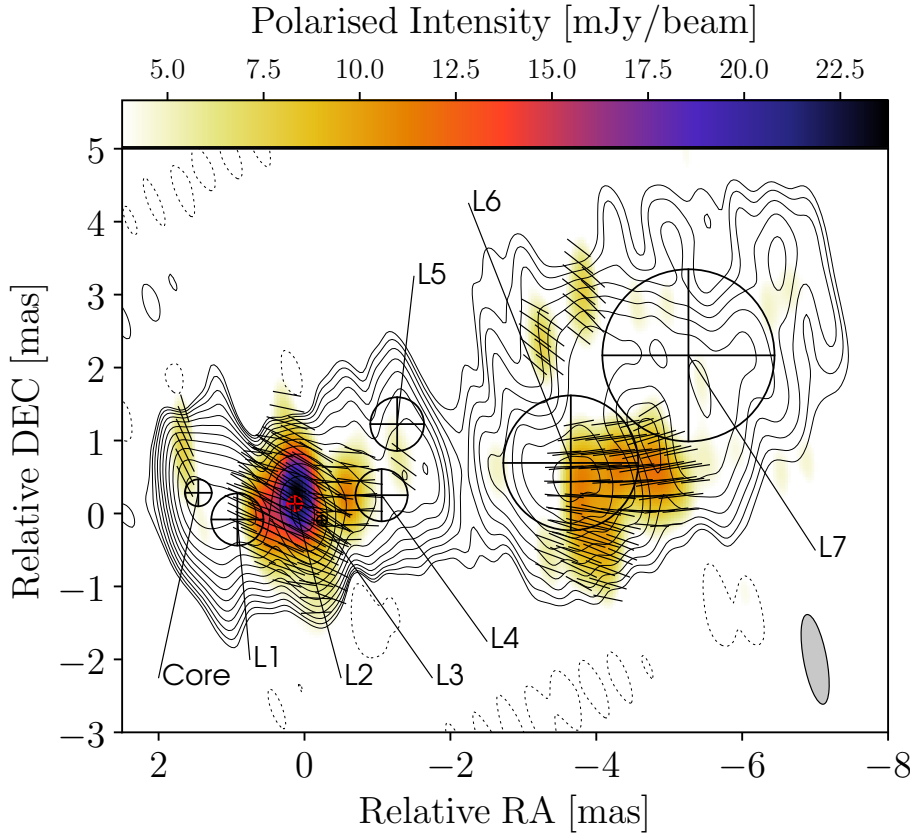 Polarised Intensity [mJy/beam]
5.0 7.5 10.0 12.5 15.0 17.5 20.0 22.5
5
4
3
2
1
0
−1
−2
−3
Relative DEC [mas]
L6
L5
L7
L4
L1
Core
L2
L3
2 0 −2 −4 −6 −8
Relative RA [mas]